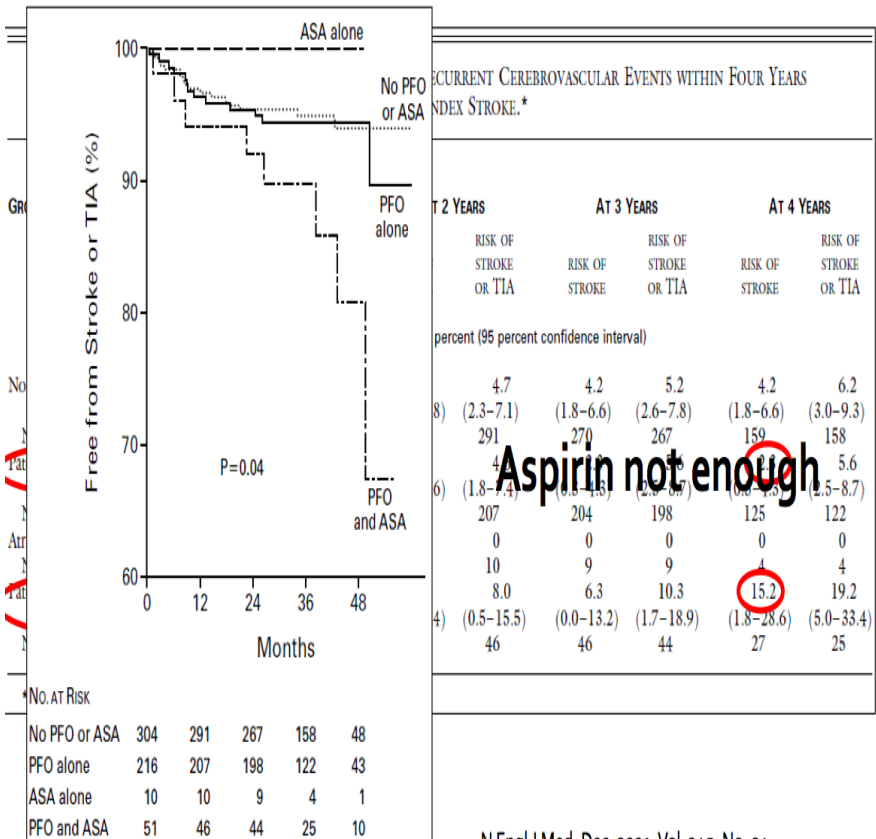 ECURRENT CEREBROVASCULAR EVENTS WITHIN FOUR YEARS
NDEX STROKE.*
T 2 YEARS AT 3 YEARS AT 4 YEARS
RISK OF STROKE OR TIA
RISK OF STROKE
RISK OF STROKE OR TIA
RISK OF STROKE
RISK OF STROKE OR TIA
percent (95 percent confidence interval)
No
4.7 4.2 5.2 4.2 6.2
8) (2.3–7.1) (1.8–6.6) (2.6–7.8) (1.8–6.6) (3.0–9.3)
291 270 267 159 158
5.6
6) (2.5–8.7)
207 204 198 125 122
0 0 0 0 0
10 9 9 4 4
8.0 6.3 10.3 15.2 19.2
4) (0.5–15.5) (0.0–13.2) (1.7–18.9) (1.8–28.6) (5.0–33.4)
46 46 44 27 25
Aspirin not enough
Free from Stroke or TIA (%)
100
90
80
70
60
ASA alone
No PFO
or ASA
PFO
alone
P=0.04
PFO
and ASA
0 12 24 36 48
Months
*NO. AT RISK
No PFO or ASA 304 291 267 158 48
PFO alone 216 207 198 122 43
ASA alone 10 10 9 4 1
PFO and ASA 51 46 44 25 10